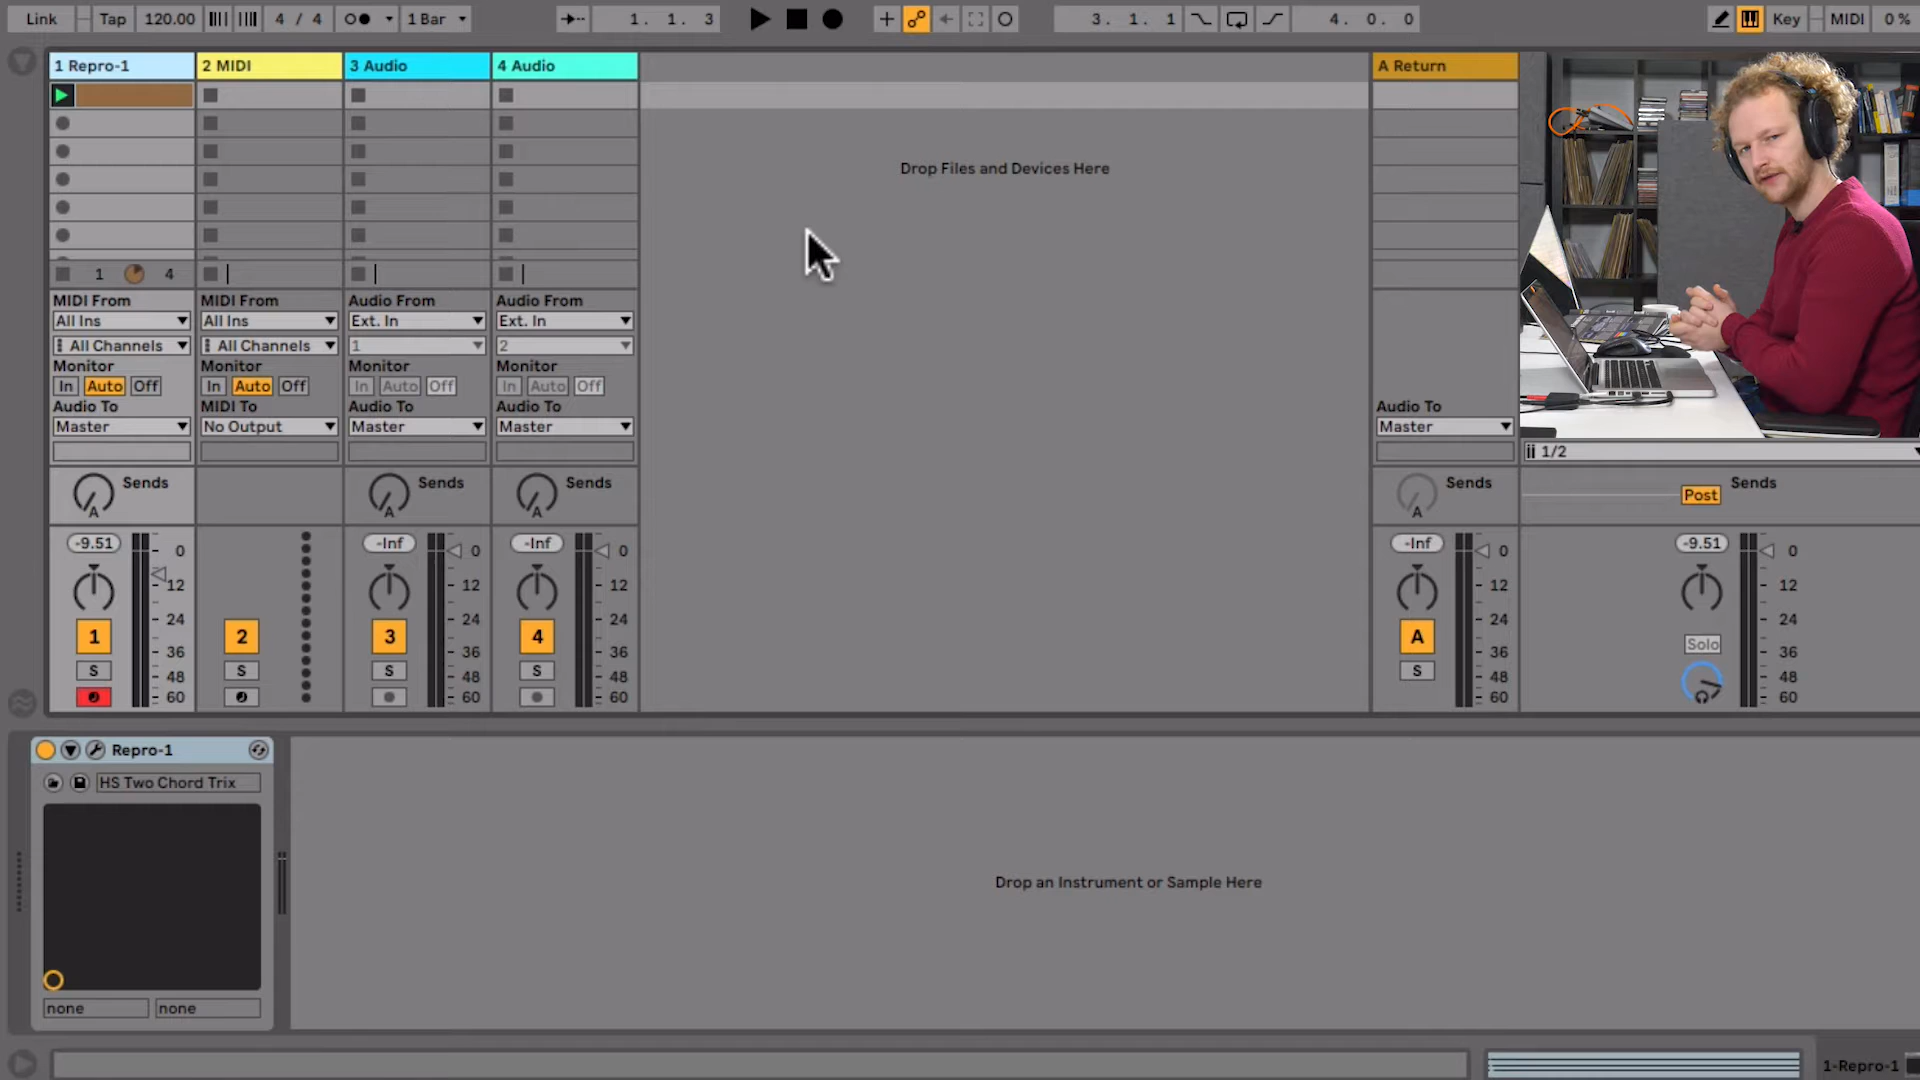 Link Tap 120.00 4 / 4 1 Bar 1. 1. 3 3. 1. 1 4. 0. 0 Key MIDI 0 %
1 Repro-1 2 MIDI 3 Audio 4 Audio A Return
Drop Files and Devices Here
1 4
MIDI From MIDI From Audio From Audio From
All Ins All Ins Ext. In Ext. In
All Channels All Channels 1 2
Monitor Monitor Monitor Monitor
In Auto Off In Auto Off In Auto Off In Auto Off
Audio To MIDI To Audio To Audio To Audio To
Master No Output Master Master Master
1/2
Sends Sends Sends Sends Post Sends
A A A A
-9.51 0 -Inf 0 -Inf 0 -Inf 0 -9.51 0
12 12 12 12 12
24 24 24 24 24
1 2 3 4 A Solo
36 36 36 36 36
S S S S S
48 48 48 48 48
60 60 60 60 60
Repro-1
HS Two Chord Trix
Drop an Instrument or Sample Here
none none
1-Repro-1